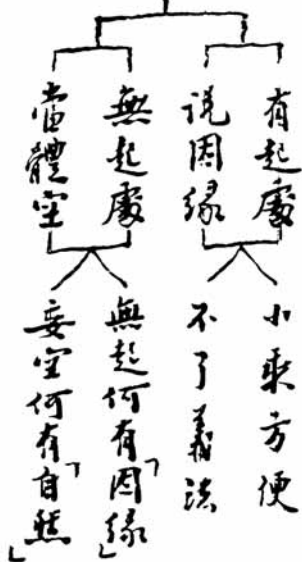 有起處
說因緣
無起處
當體空
小乘方便
不了義法
無起何有「因緣」
妄空何有「自然」